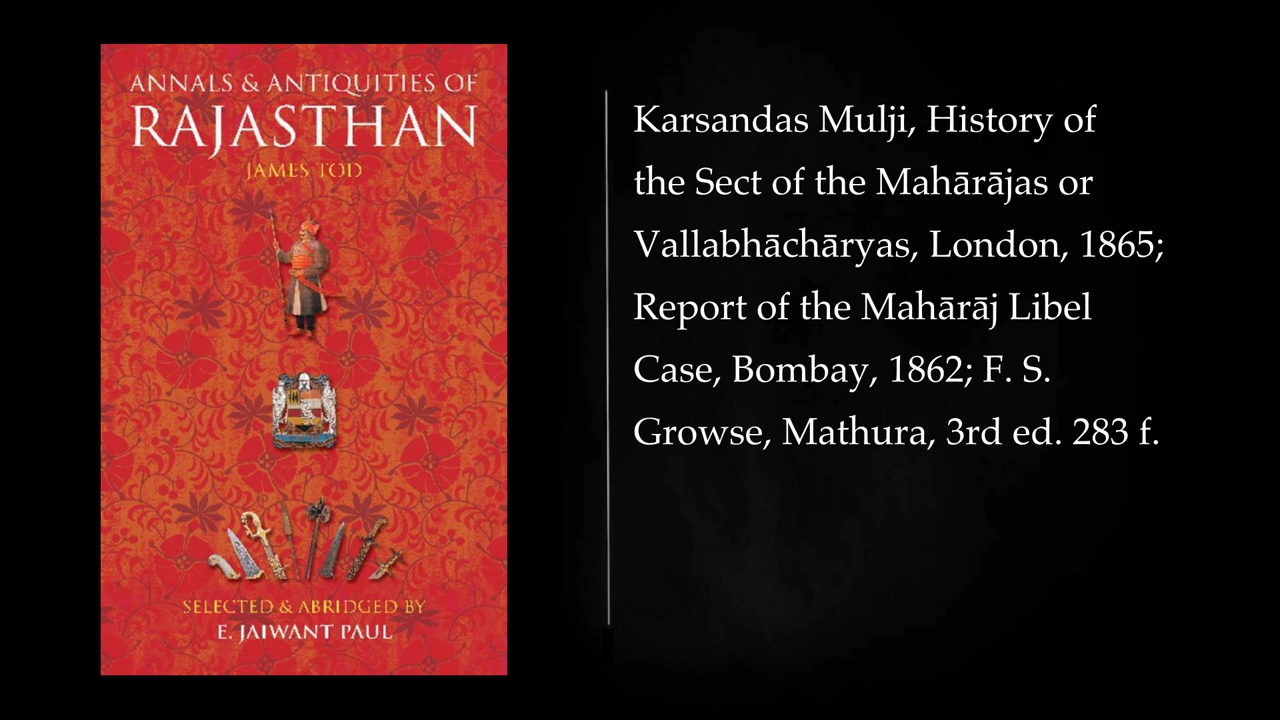 ANNALS & ANTIQUITIES OF
RAJASTHAN
JAMES TOD
SELECTED & ABRIDGED BY
E. JAIWANT PAUL
Karsandas Mulji, History of
the Sect of the Mahārājas or
Vallabhāchāryas, London, 1865;
Report of the Mahārāj Libel
Case, Bombay, 1862; F. S.
Growse, Mathura, 3rd ed. 283 f.